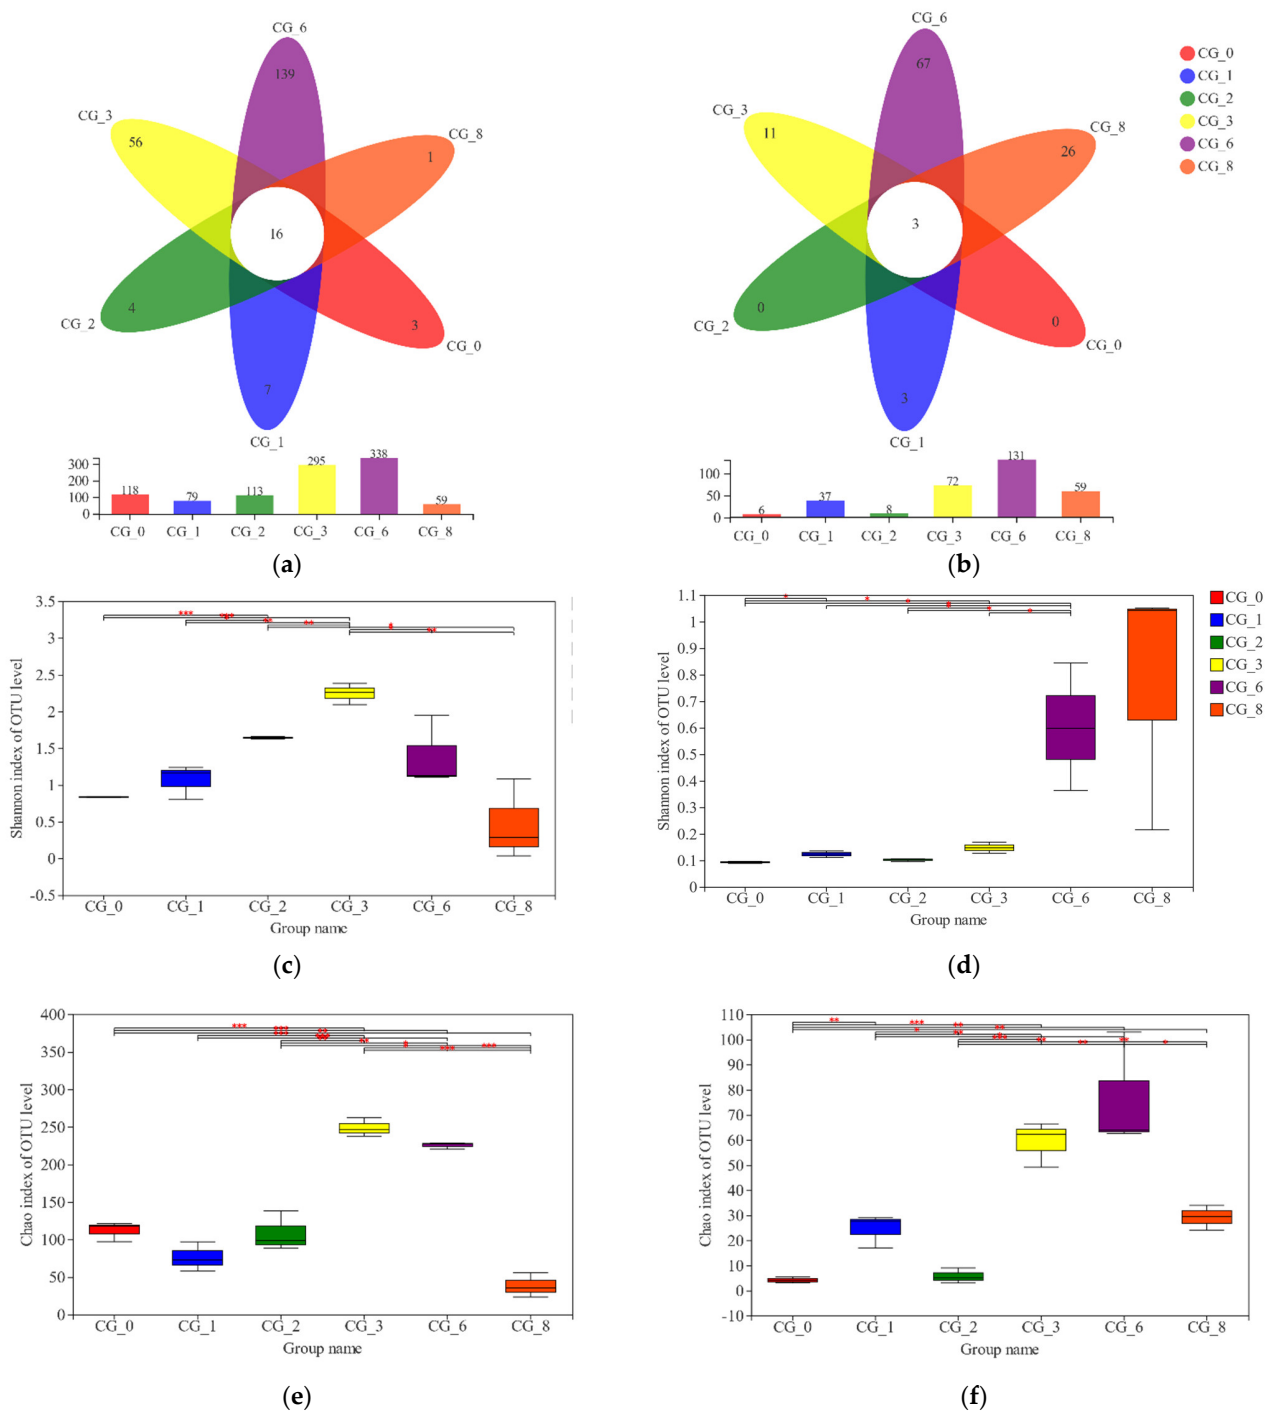 CG_6
139
CG_3
56
CG_8
1
16
4
CG_2
3
CG_0
7
CG_1
300
200
100
0
118
79
113
295
338
59
CG_0 CG_1 CG_2 CG_3 CG_6 CG_8
(a)
CG_6
67
CG_3
11
CG_8
26
3
0
CG_2
0
CG_0
3
CG_1
CG_0
CG_1
CG_2
CG_3
CG_6
CG_8
100
50
0
6
37
8
72
131
59
CG_0 CG_1 CG_2 CG_3 CG_6 CG_8
(b)
Shannon index of OTU level
3.5
3
2.5
2
1.5
1
0.5
0
-0.5
CG_0 CG_1 CG_2 CG_3 CG_6 CG_8
Group name
(c)
Shannon index of OTU level
1.1
1
0.9
0.8
0.7
0.6
0.5
0.4
0.3
0.2
0.1
0
CG_0 CG_1 CG_2 CG_3 CG_6 CG_8
Group name
CG_0
CG_1
CG_2
CG_3
CG_6
CG_8
(d)
Chao index of OTU level
400
350
300
250
200
150
100
50
0
CG_0 CG_1 CG_2 CG_3 CG_6 CG_8
Group name
(e)
Chao index of OTU level
110
100
90
80
70
60
50
40
30
20
10
0
-10
CG_0 CG_1 CG_2 CG_3 CG_6 CG_8
Group name
(f)